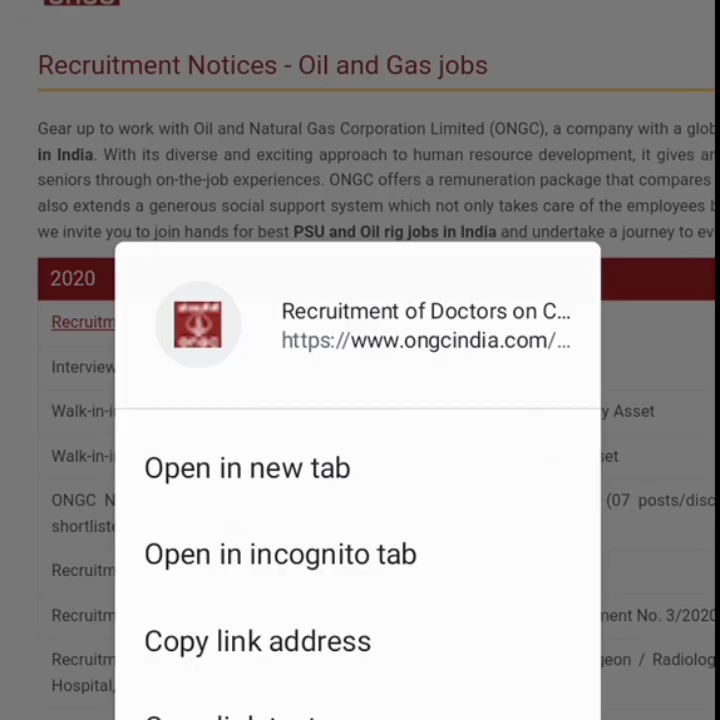 Recruitment Notices - Oil and Gas jobs
Gear up to work with Oil and Natural Gas Corporation Limited (ONGC), a company with a glob
in India. With its diverse and exciting approach to human resource development, it gives an
seniors through on-the-job experiences. ONGC offers a remuneration package that compares
also extends a generous social support system which not only takes care of the employees b
we invite you to join hands for best PSU and Oil rig jobs in India and undertake a journey to ev
2020
Recruitm
Recruitment of Doctors on C...
https://www.ongcindia.com/...
Interview
Walk-in-i y Asset
Walk-in-i set
Open in new tab
ONGC N (07 posts/disc
shortliste
Open in incognito tab
Recruitm
Recruitm ment No. 3/2020
Copy link address
Recruitm geon / Radiolog
Hospital,